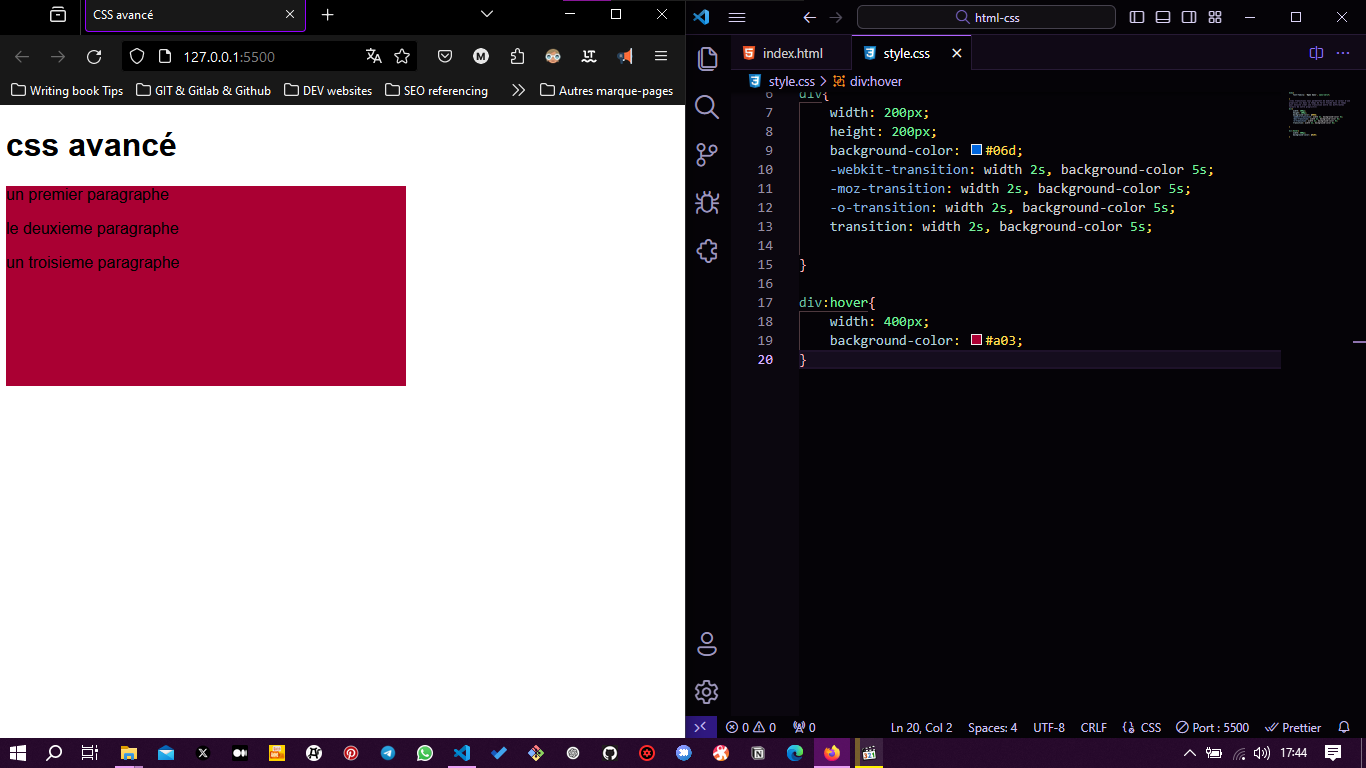 CSS avancé
127.0.0.1:5500
Writing book Tips
GIT & Gitlab & Github
DEV websites
SEO referencing
Autres marque-pages
css avancé
un premier paragraphe
le deuxieme paragraphe
un troisieme paragraphe
html-css
index.html
style.css
style.css > div:hover
6 div{
7 width: 200px;
8 height: 200px;
9 background-color: #06d;
10 -webkit-transition: width 2s, background-color 5s;
11 -moz-transition: width 2s, background-color 5s;
12 -o-transition: width 2s, background-color 5s;
13 transition: width 2s, background-color 5s;
14
15 }
16
17 div:hover{
18 width: 400px;
19 background-color: #a03;
20 }
0 0 0 Ln 20, Col 2 Spaces: 4 UTF-8 CRLF {} CSS Port : 5500 Prettier
17:44